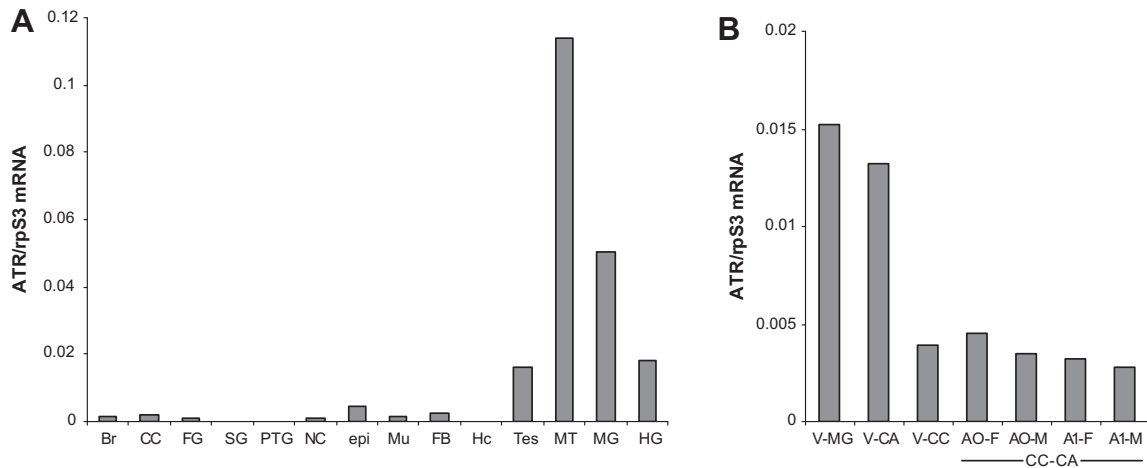 A
ATR/rpS3 mRNA
0.12
0.1
0.08
0.06
0.04
0.02
0
Br CC FG SG PTG NC epi Mu FB Hc Tes MT MG HG
B
ATR/rpS3 mRNA
0.02
0.015
0.01
0.005
0
V-MG V-CA V-CC AO-F AO-M A1-F A1-M
CC-CA